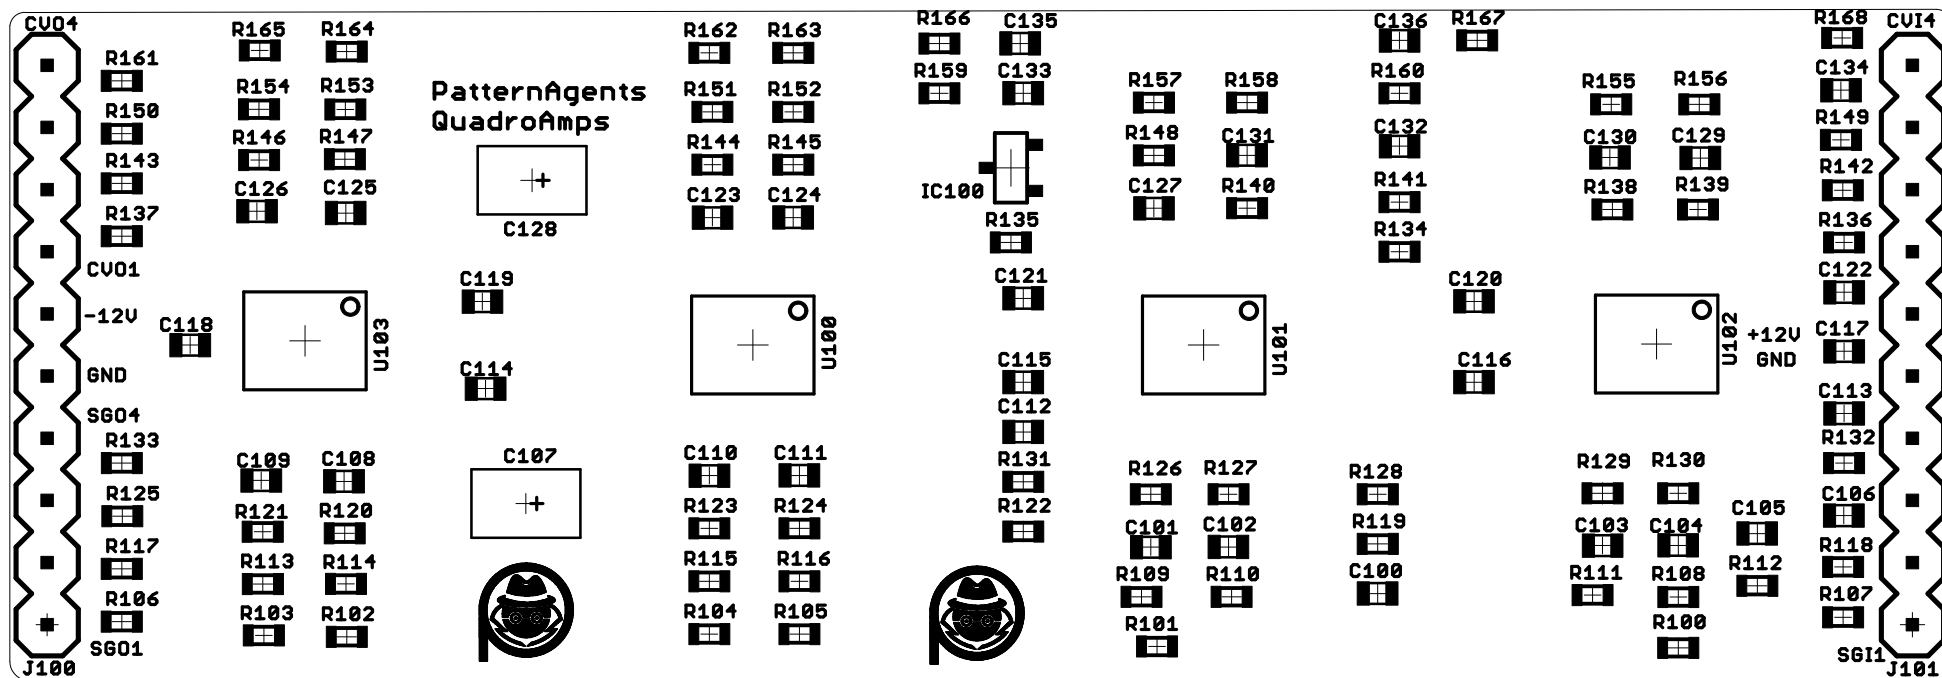 CVO4
R165 R164
R162 R163
R166 C135
C136 R167
R168 CVI4
R161
R154 R153
PatternAgents
QuadroAmps
R151 R152
R159 C133
R157 R158
R160
R155 R156
C134
R150
R146 R147
R144 R145
R148 C131
C132
C130 C129
R149
R143
C126 C125
C123 C124
IC100
C127 R140
R141
R138 R139
R142
R137
C128
R135
R134
R136
CVO1
C119
C121
C120
C122
-12V
C118
U103
U100
U101
U102
+12V
GND
C117
GND
C114
C115
C116
SGO4
C112
C113
R133
C109 C108
C107
C110 C111
R131
R126 R127
R128
R129 R130
R132
R125
R121 R120
R123 R124
R122
C101 C102
R119
C103 C104
C105
C106
R117
R113 R114
R115 R116
R109 R110
C100
R111 R108
R112
R118
R106
R103 R102
R104 R105
R101
R100
R107
SGO1
J100
SGI1
J101